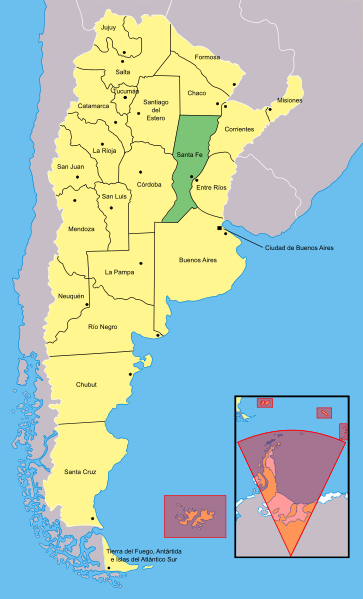 Jujuy
Formosa
Salta
Chaco
Tucumán
Misiones
Catamarca
Santiago
del
Estero
Corrientes
La Rioja
Santa Fe
San Juan
Córdoba
Entre Ríos
San Luis
Mendoza
Ciudad de Buenos Aires
Buenos Aires
La Pampa
Neuquén
Río Negro
Chubut
Santa Cruz
Tierra del Fuego, Antártida
e Islas del Atlántico Sur